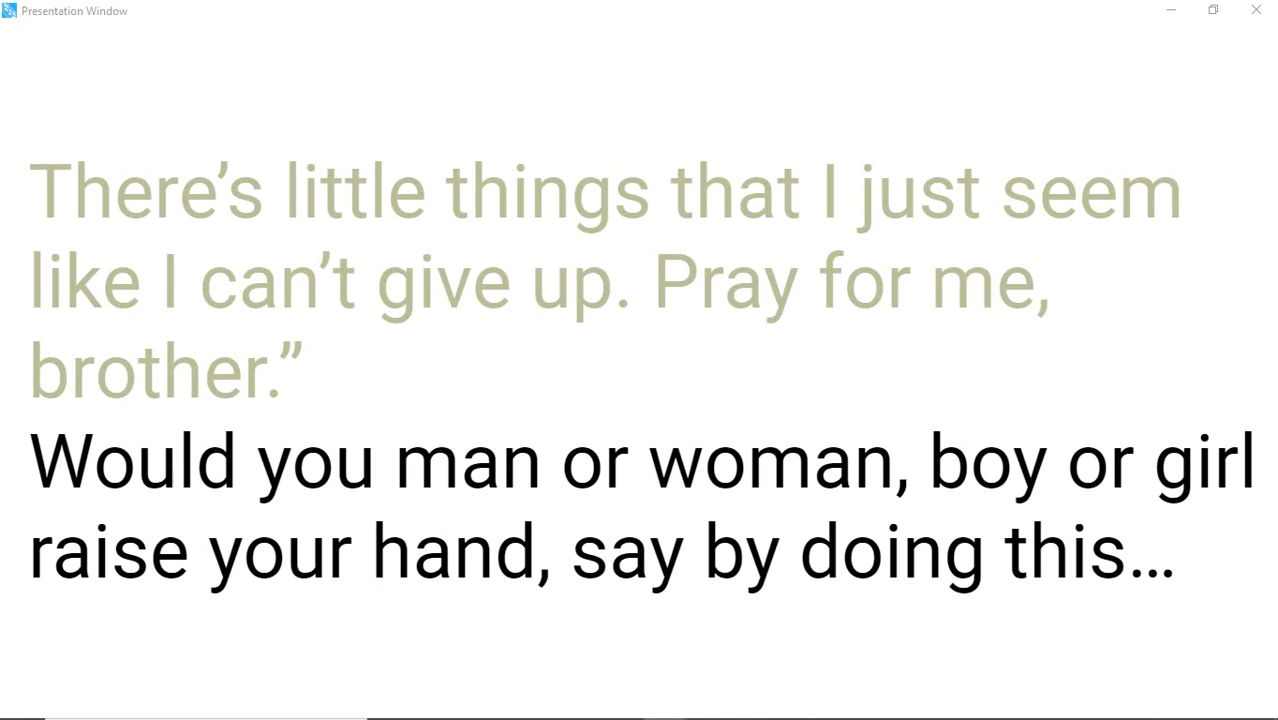 Presentation Window
There’s little things that I just seem
like I can’t give up. Pray for me,
brother.”
Would you man or woman, boy or girl
raise your hand, say by doing this…